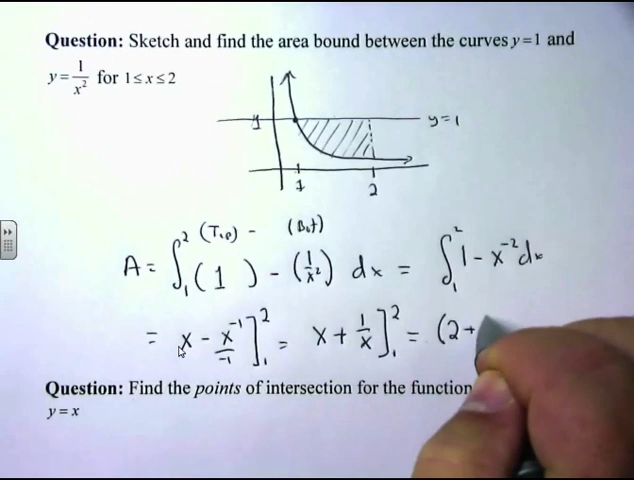 Question: Sketch and find the area bound between the curves y=1 and
y=1/x² for 1≤x≤2
1
y=1
1
2
(Top) - (Bot)
A = ∫₁² (1) - (1/x²) dx = ∫₁² 1 - x⁻² dx
= x - x⁻¹/-1 ]₁² = x + 1/x ]₁² = (2+
Question: Find the points of intersection for the function
y=x